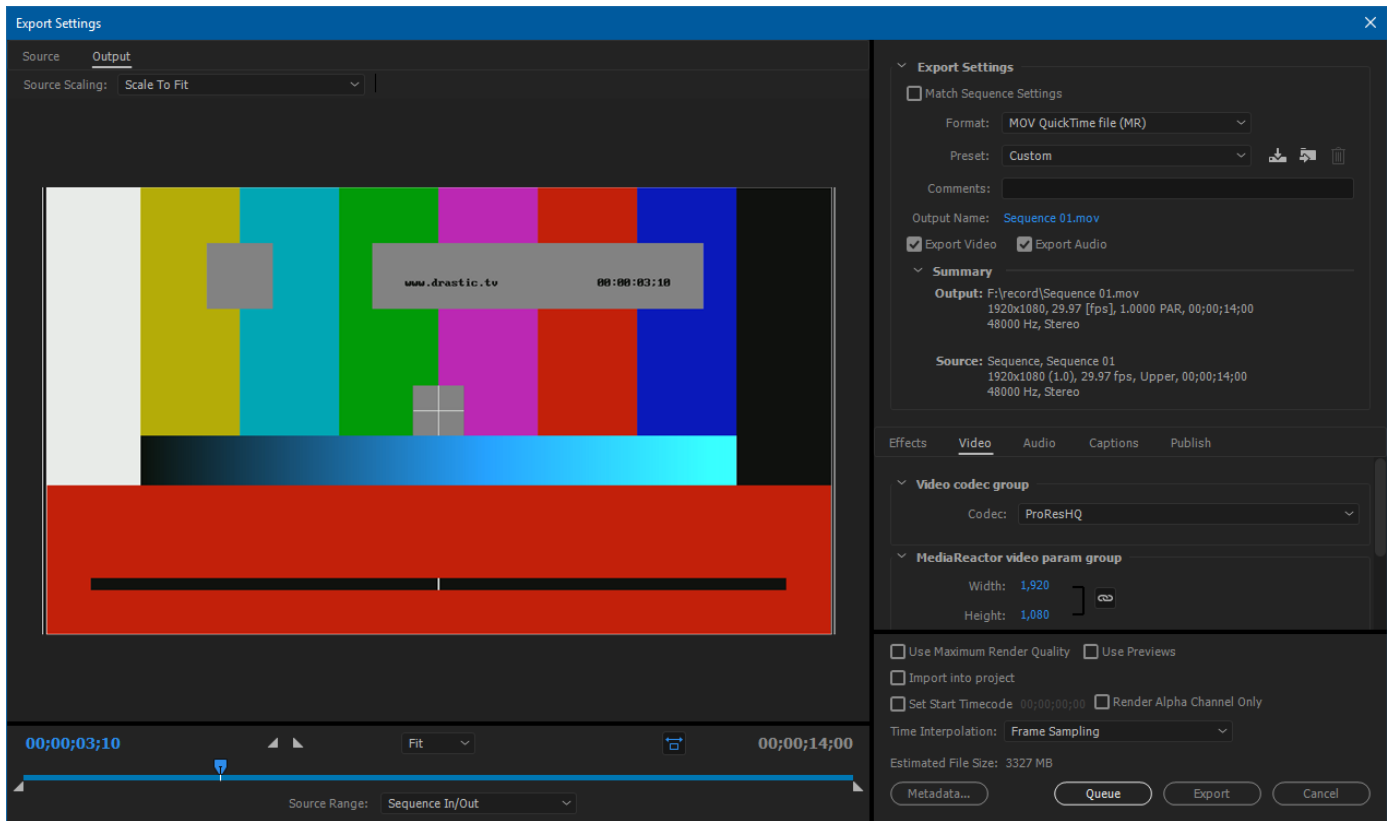 Export Settings
Source Output
Source Scaling: Scale To Fit
www.drastic.tv 00:00:03;10
00;00;03;10 Fit 00;00;14;00
Source Range: Sequence In/Out
Export Settings
Match Sequence Settings
Format: MOV QuickTime file (MR)
Preset: Custom
Comments:
Output Name: Sequence 01.mov
Export Video Export Audio
Summary
Output: F:\record\Sequence 01.mov
1920x1080, 29.97 [fps], 1.0000 PAR, 00;00;14;00
48000 Hz, Stereo
Source: Sequence, Sequence 01
1920x1080 (1.0), 29.97 fps, Upper, 00;00;14;00
48000 Hz, Stereo
Effects Video Audio Captions Publish
Video codec group
Codec: ProResHQ
MediaReactor video param group
Width: 1,920
Height: 1,080
Use Maximum Render Quality Use Previews
Import into project
Set Start Timecode 00;00;00;00 Render Alpha Channel Only
Time Interpolation: Frame Sampling
Estimated File Size: 3327 MB
Metadata... Queue Export Cancel